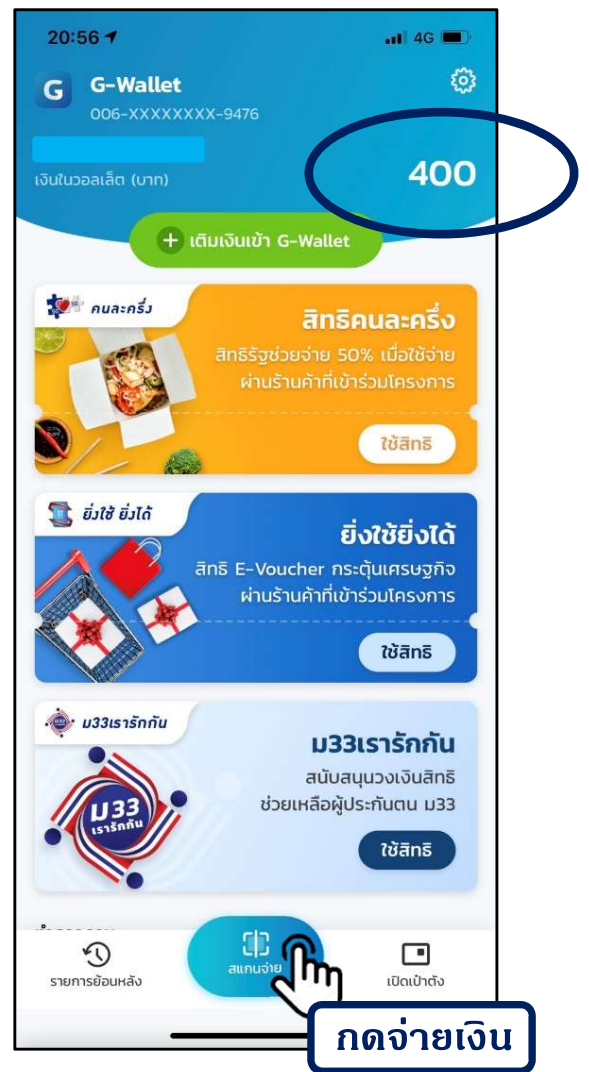 20:56
4G
G
G-Wallet
006-XXXXXXXX-9476
เงินในวอลเล็ต (บาท)
400
+ เติมเงินเข้า G-Wallet
คนละครึ่ง
สิทธิคนละครึ่ง
สิทธิรัฐช่วยจ่าย 50% เมื่อใช้จ่าย
ผ่านร้านค้าที่เข้าร่วมโครงการ
ใช้สิทธิ
ยิ่งใช้ ยิ่งได้
ยิ่งใช้ยิ่งได้
สิทธิ E-Voucher กระตุ้นเศรษฐกิจ
ผ่านร้านค้าที่เข้าร่วมโครงการ
ใช้สิทธิ
ม33เรารักกัน
ม33เรารักกัน
สนับสนุนวงเงินสิทธิ
ช่วยเหลือผู้ประกันตน ม33
ม33
เรารักกัน
ใช้สิทธิ
รายการย้อนหลัง
สแกนจ่าย
เปิดเป๋าตัง
กดจ่ายเงิน